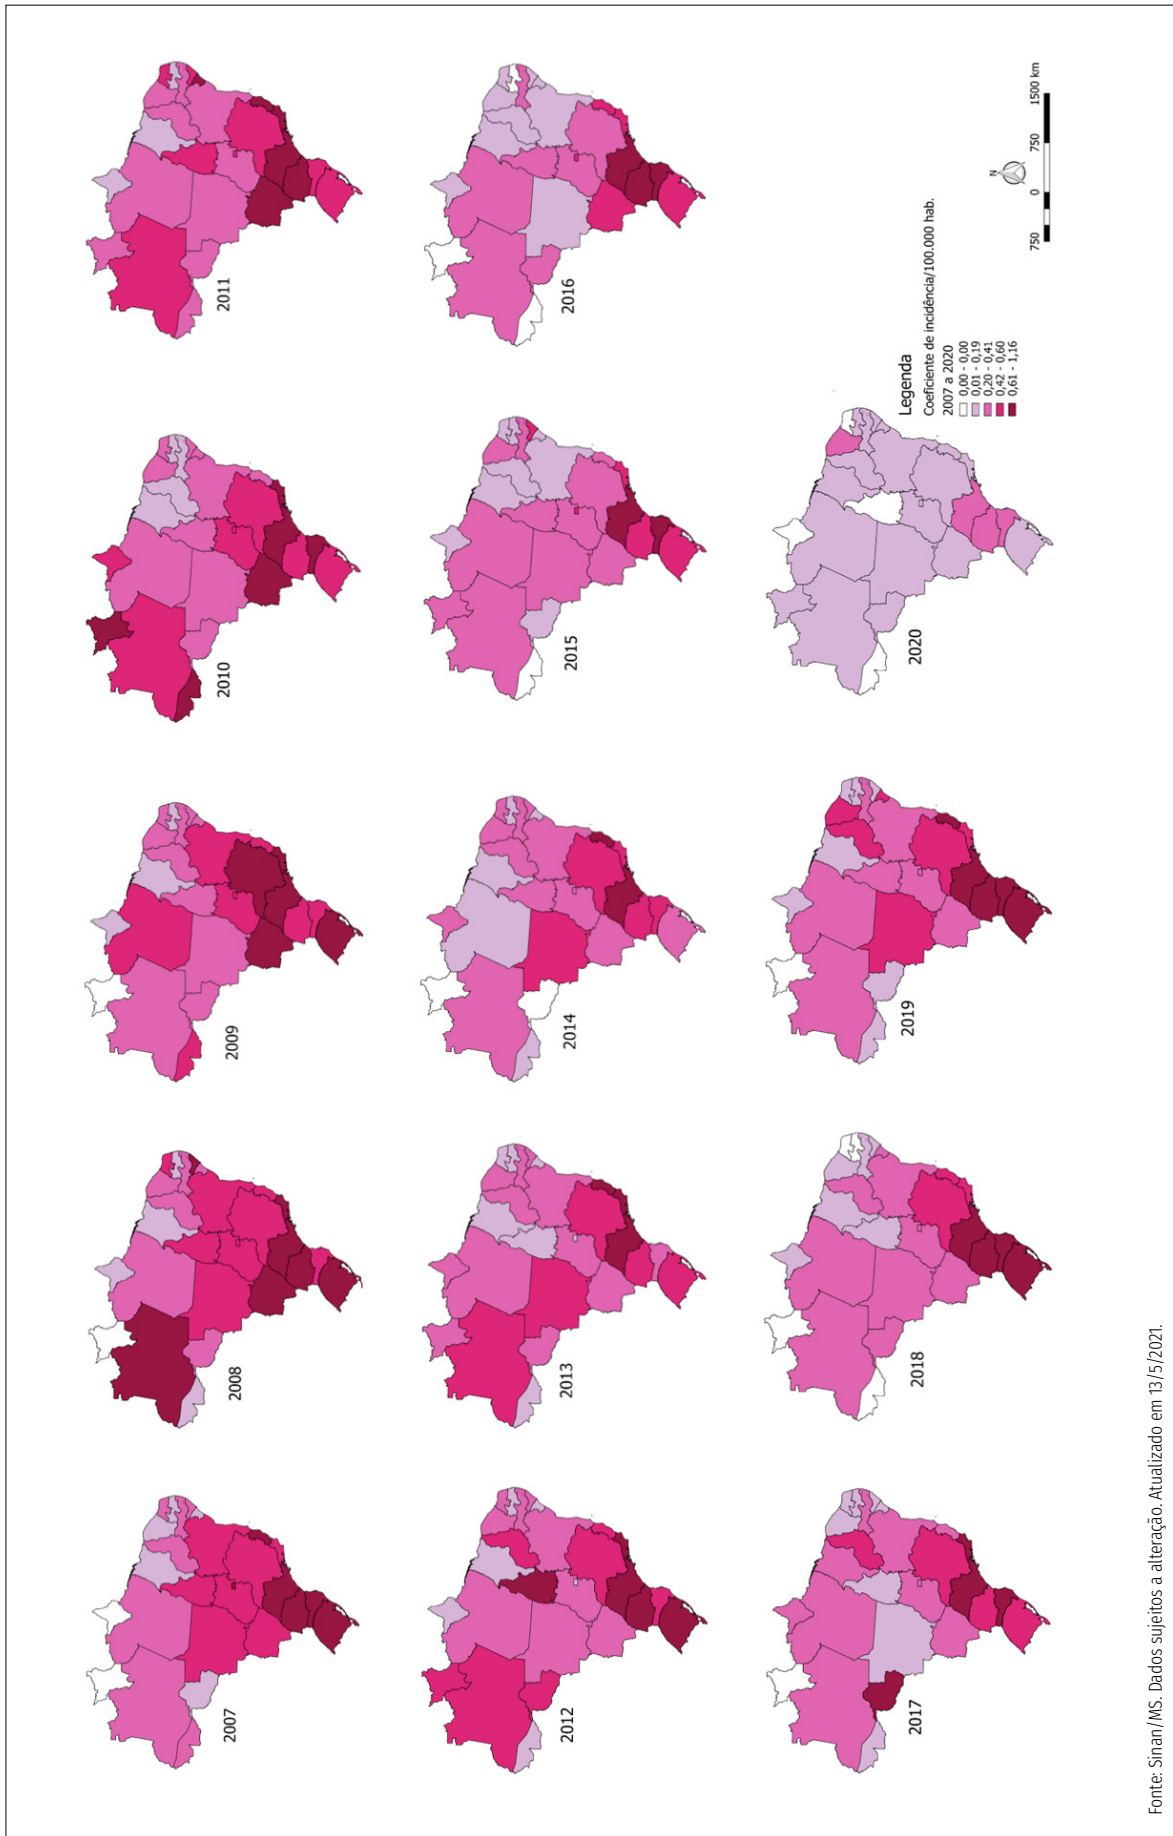 2007
2008
2009
2010
2011
2012
2013
2014
2015
2016
2017
2018
2019
2020
Legenda
Coeficiente de incidência/100.000 hab.
2007 a 2020
0,00 - 0,00
0,01 - 0,19
0,20 - 0,41
0,42 - 0,60
0,61 - 1,16
N
750 0 750 1500 km
Fonte: Sinan/MS. Dados sujeitos a alteração. Atualizado em 13/5/2021.